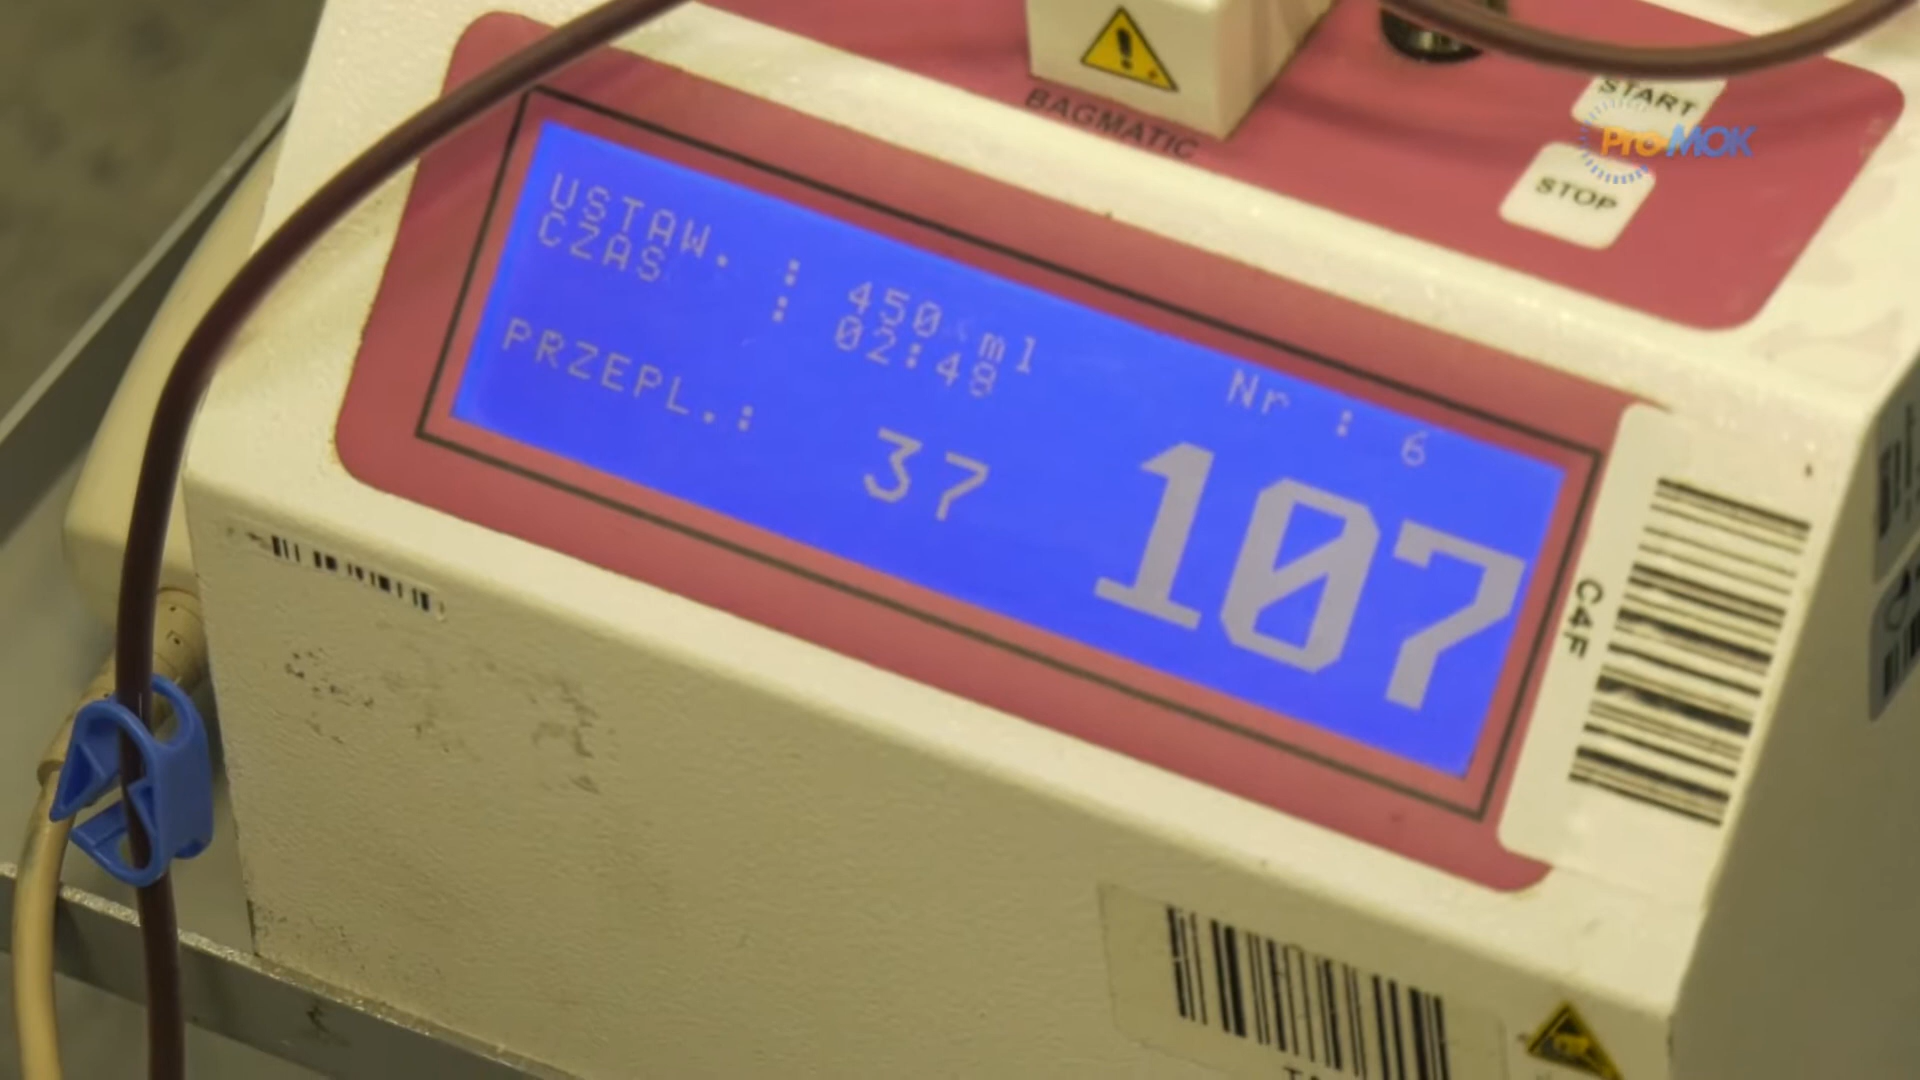 START
ProMOK
BAGMATIC
STOP
USTAW. : 450 ml
CZAS : 02:48
Nr : 6
PRZEPL.: 37
107
C4F